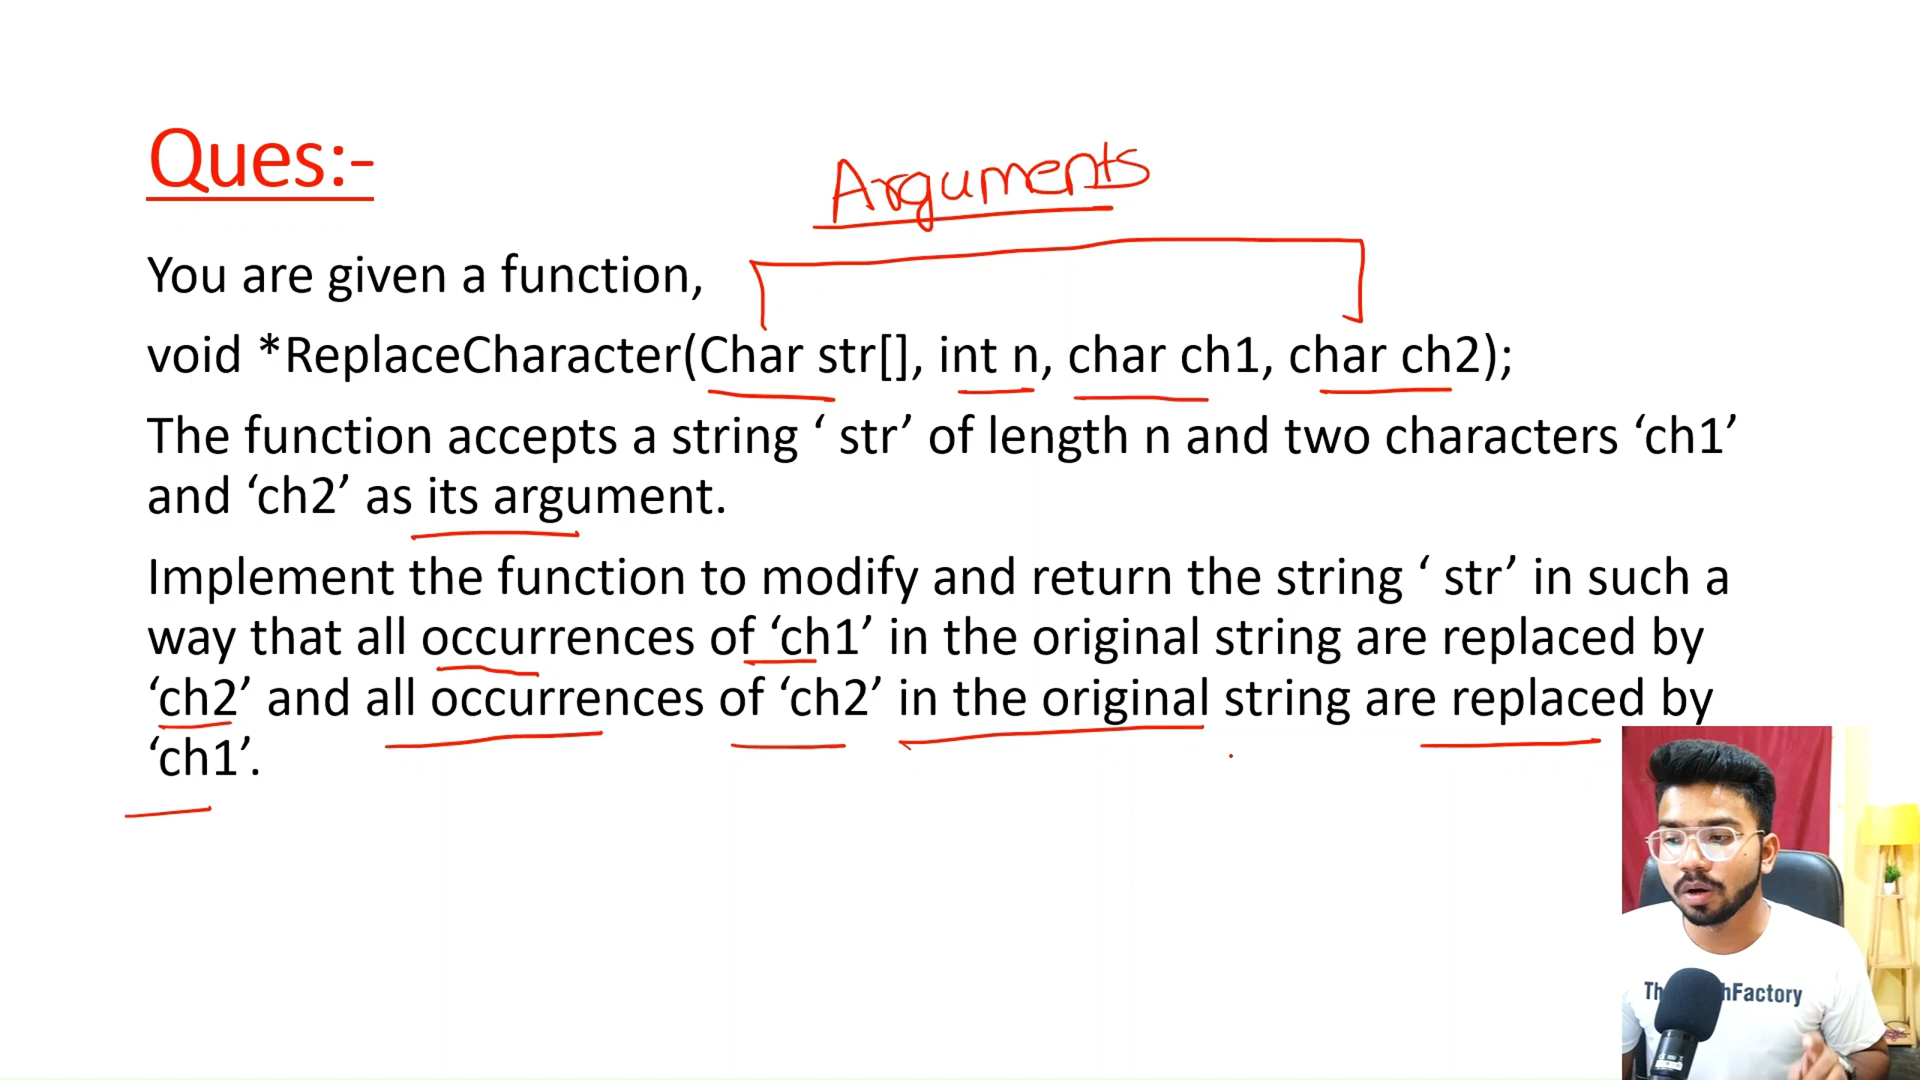 Ques:-
Arguments
You are given a function,
void *ReplaceCharacter(Char str[], int n, char ch1, char ch2);
The function accepts a string ‘ str’ of length n and two characters ‘ch1’
and ‘ch2’ as its argument.
Implement the function to modify and return the string ‘ str’ in such a
way that all occurrences of ‘ch1’ in the original string are replaced by
‘ch2’ and all occurrences of ‘ch2’ in the original string are replaced by
‘ch1’.